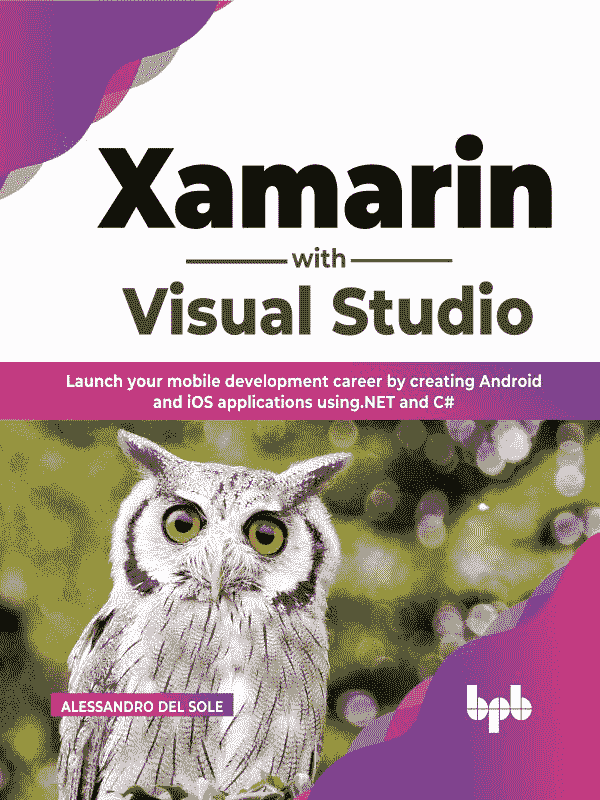 Xamarin
with
Visual Studio
Launch your mobile development career by creating Android
and iOS applications using.NET and C#
ALESSANDRO DEL SOLE
bpb